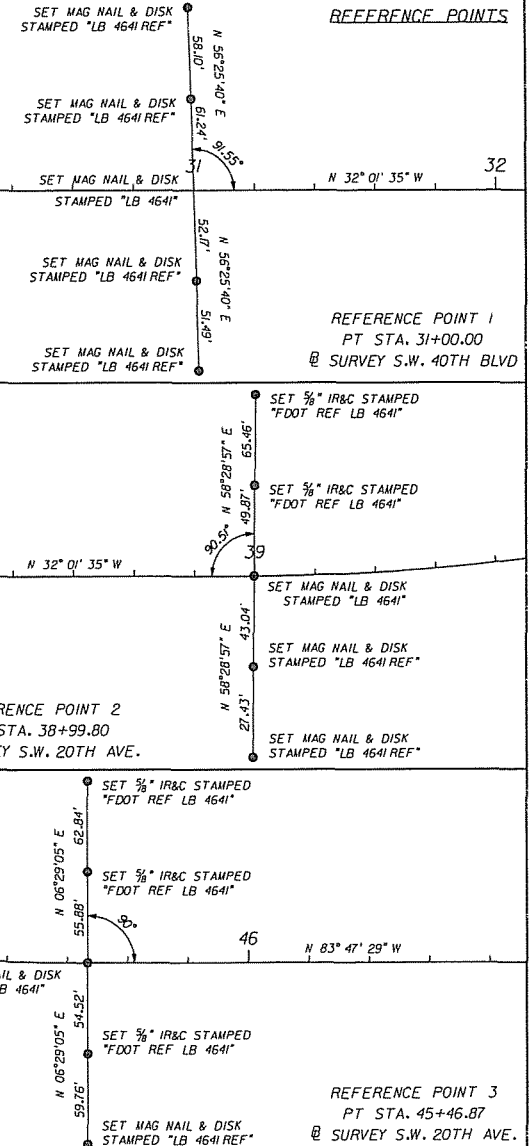 REFERENCE POINTS
SET MAG NAIL & DISK
STAMPED "LB 4641 REF"
58.10'
N 56°25'40" E
SET MAG NAIL & DISK
STAMPED "LB 4641 REF"
61.24'
91.55°
31
32
SET MAG NAIL & DISK
STAMPED "LB 4641"
N 32° 01' 35" W
52.17'
N 56°25'40" E
SET MAG NAIL & DISK
STAMPED "LB 4641 REF"
51.49'
SET MAG NAIL & DISK
STAMPED "LB 4641 REF"
REFERENCE POINT 1
PT STA. 31+00.00
℄ SURVEY S.W. 40TH BLVD
SET 5/8" IR&C STAMPED
"FDOT REF LB 4641"
65.46'
N 58°28'57" E
SET 5/8" IR&C STAMPED
"FDOT REF LB 4641"
49.87'
90.51°
39
N 32° 01' 35" W
SET MAG NAIL & DISK
STAMPED "LB 4641"
43.04'
N 58°28'57" E
SET MAG NAIL & DISK
STAMPED "LB 4641 REF"
27.43'
SET MAG NAIL & DISK
STAMPED "LB 4641 REF"
RENCE POINT 2
STA. 38+99.80
Y S.W. 20TH AVE.
SET 5/8" IR&C STAMPED
"FDOT REF LB 4641"
62.84'
N 06°29'05" E
SET 5/8" IR&C STAMPED
"FDOT REF LB 4641"
55.88'
90°
46
N 83° 47' 29" W
IL & DISK
B 4641"
54.52'
N 06°29'05" E
SET 5/8" IR&C STAMPED
"FDOT REF LB 4641"
59.76'
SET MAG NAIL & DISK
STAMPED "LB 4641 REF"
REFERENCE POINT 3
PT STA. 45+46.87
℄ SURVEY S.W. 20TH AVE.